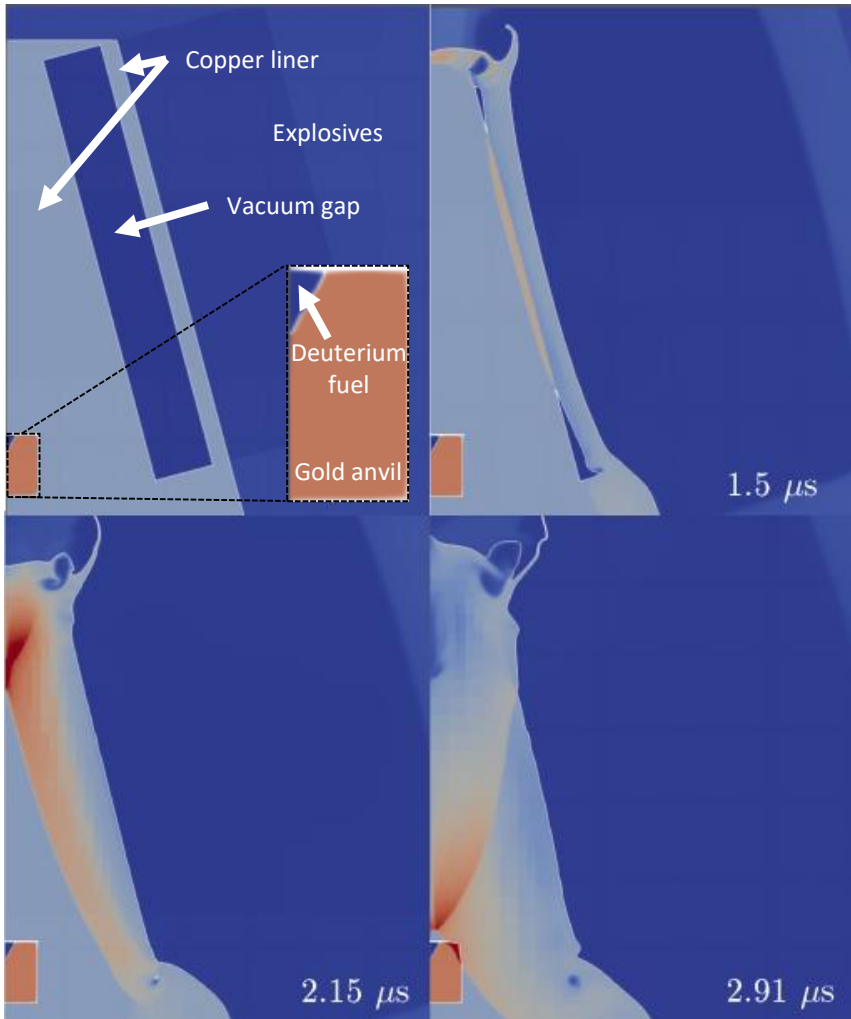 Copper liner
Explosives
Vacuum gap
Deuterium
fuel
Gold anvil
1.5 μs
2.15 μs
2.91 μs